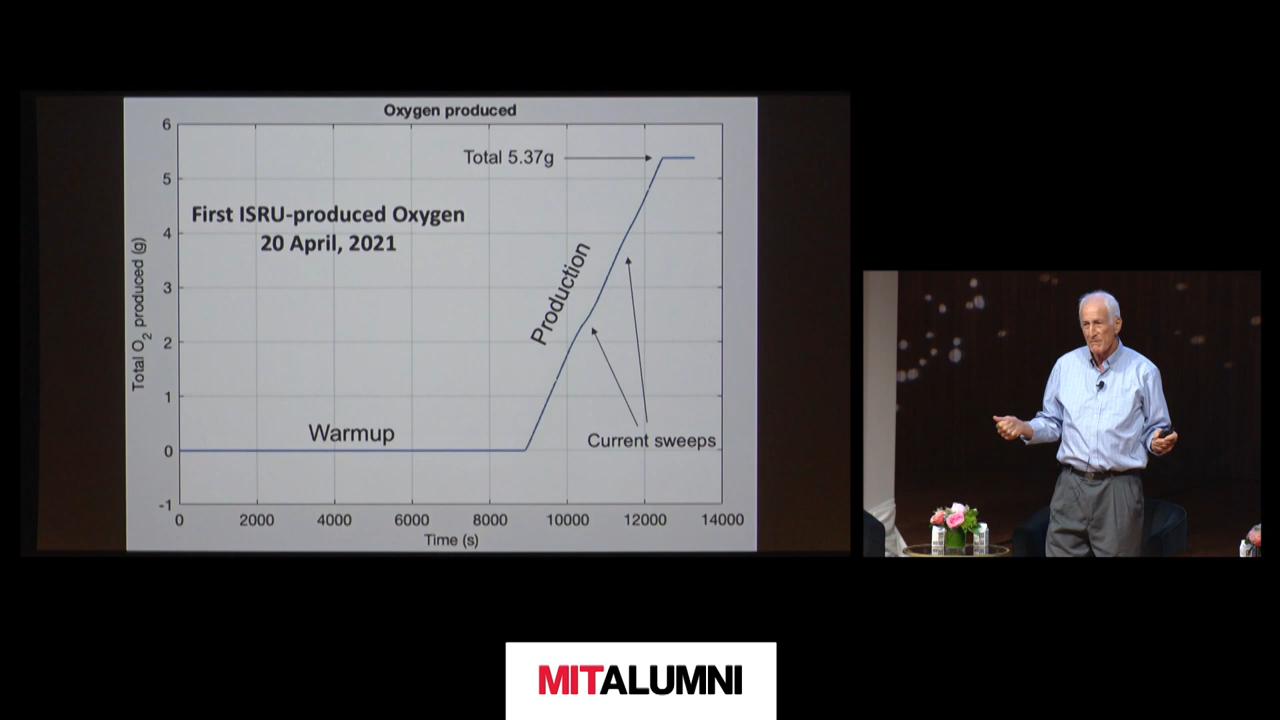 Oxygen produced
6
5
4
3
2
1
0
-1
Total O2 produced (g)
Total 5.37g
First ISRU-produced Oxygen
20 April, 2021
Production
Warmup
Current sweeps
0 2000 4000 6000 8000 10000 12000 14000
Time (s)
MITALUMNI